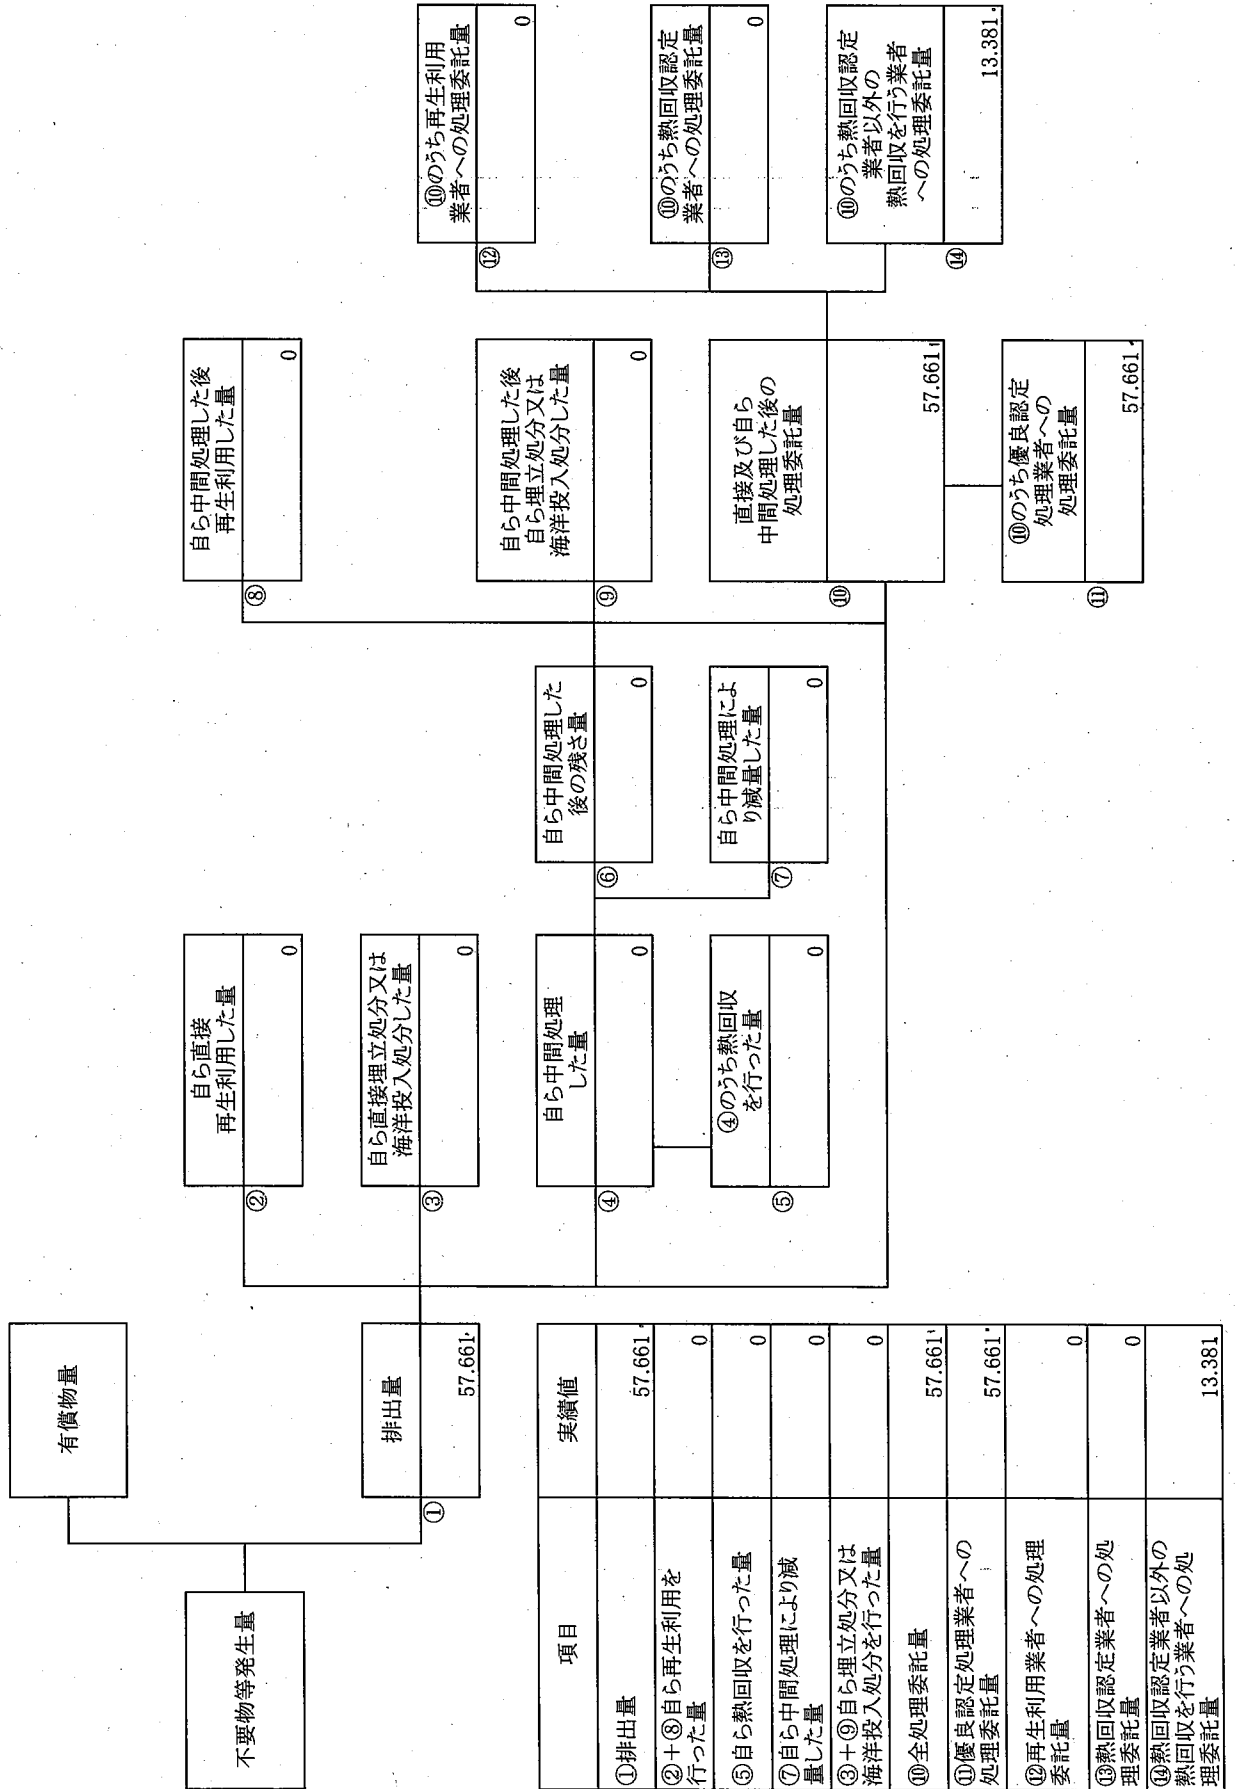 不要物等発生量
有償物量
排出量
①
57.661
自ら直接
再生利用した量
②
0
自ら直接埋立処分又は
海洋投入処分した量
③
0
自ら中間処理
した量
④
0
④のうち熱回収
を行った量
⑤
0
自ら中間処理した
後の残さ量
⑥
0
自ら中間処理によ
り減量した量
⑦
0
自ら中間処理した後
再生利用した量
⑧
0
自ら中間処理した後
自ら埋立処分又は
海洋投入処分した量
⑨
0
直接及び自ら
中間処理した後の
処理委託量
⑩
57.661
⑩のうち優良認定
処理業者への
処理委託量
⑪
57.661
⑩のうち再生利用
業者への処理委託量
⑫
0
⑩のうち熱回収認定
業者への処理委託量
⑬
0
⑩のうち熱回収認定
業者以外の
熱回収を行う業者
への処理委託量
⑭
13.381
項目 実績値
①排出量 57.661
②+⑧自ら再生利用を
行った量 0
⑤自ら熱回収を行った量 0
⑦自ら中間処理により減
量した量 0
③+⑨自ら埋立処分又は
海洋投入処分を行った量 0
⑩全処理委託量 57.661
⑪優良認定処理業者への
処理委託量 57.661
⑫再生利用業者への処理
委託量 0
⑬熱回収認定業者への処
理委託量 0
⑭熱回収認定業者以外の
熱回収を行う業者への処
理委託量 13.381